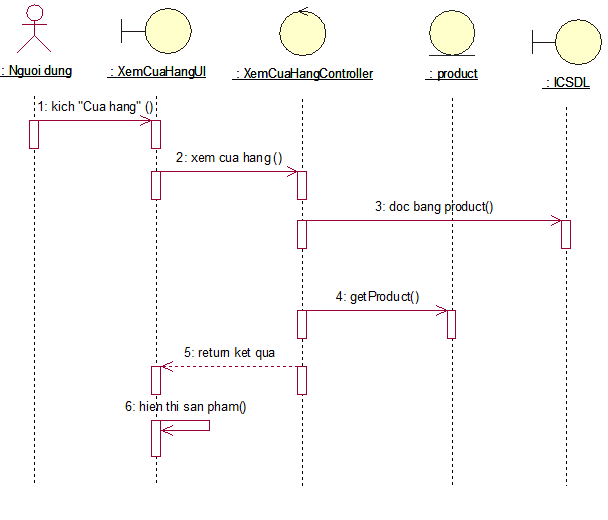 : Nguoi dung
: XemCuaHangUI
: XemCuaHangController
: product
: ICSDL
1: kich "Cua hang" ()
2: xem cua hang ()
3: doc bang product()
4: getProduct()
5: return ket qua
6: hien thi san pham()